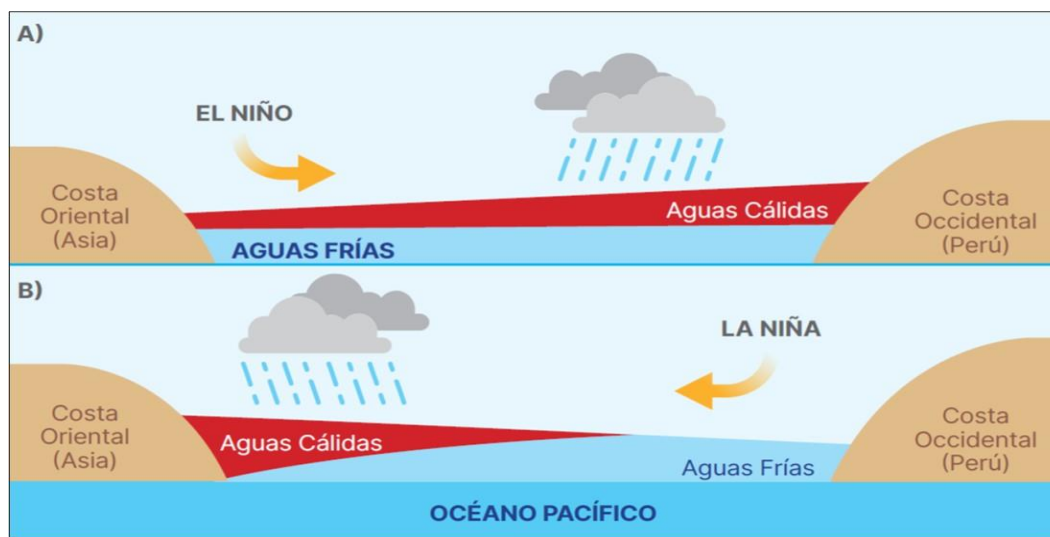 A)
EL NIÑO
Costa
Oriental
(Asia)
Aguas Cálidas
Costa
Occidental
(Perú)
AGUAS FRÍAS
B)
LA NIÑA
Costa
Oriental
(Asia)
Aguas Cálidas
Costa
Occidental
(Perú)
Aguas Frías
OCÉANO PACÍFICO